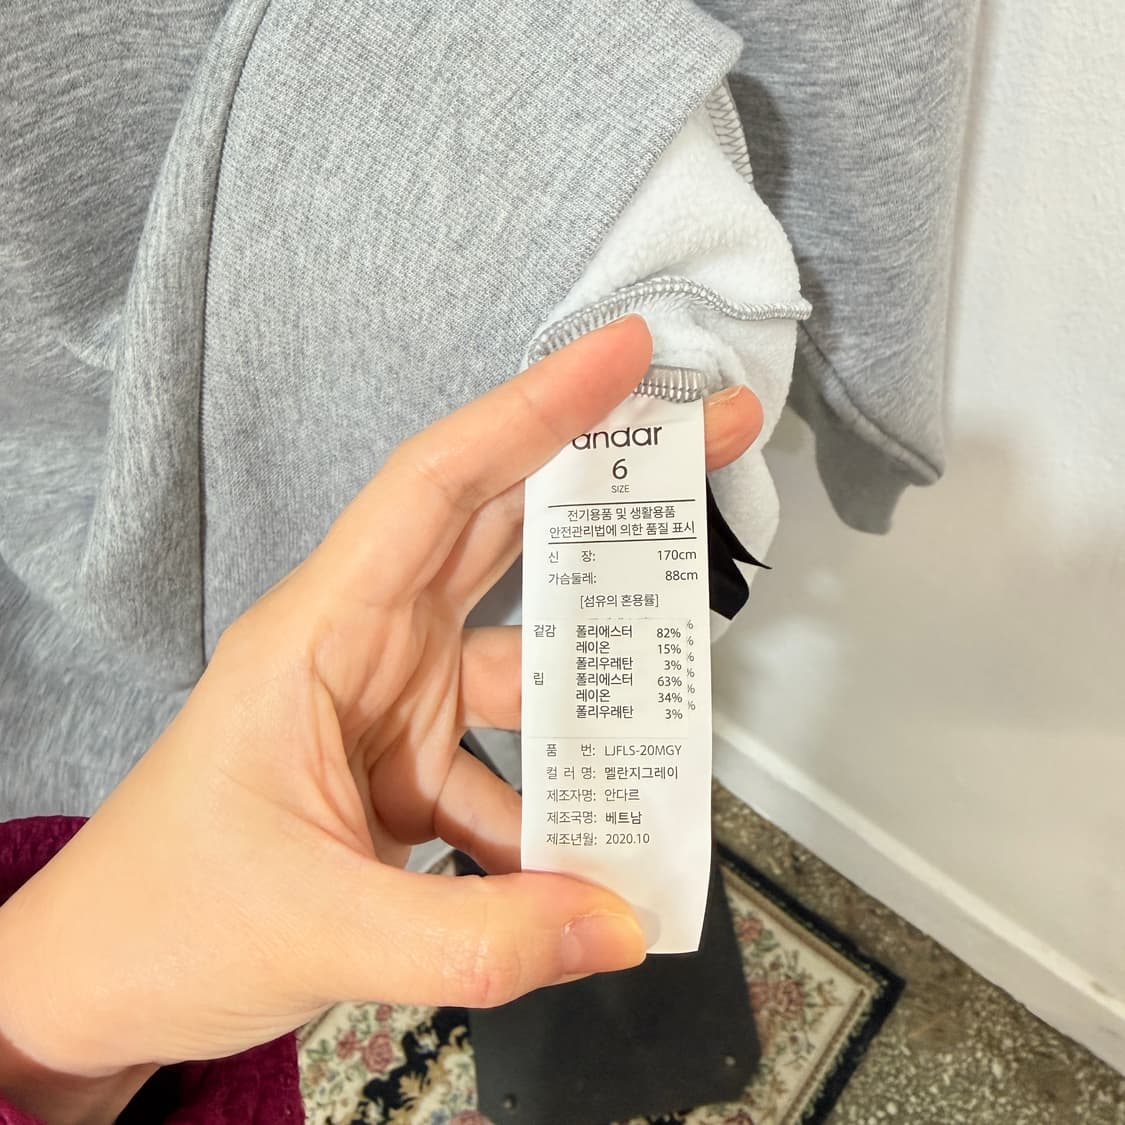 andar
6
SIZE
전기용품 및 생활용품
안전관리법에 의한 품질 표시
신 장: 170cm
가슴둘레: 88cm
[섬유의 혼용률]
겉감 폴리에스터 82%
레이온 15%
폴리우레탄 3%
립 폴리에스터 63%
레이온 34%
폴리우레탄 3%
품 번: LJFLS-20MGY
컬 러 명:멜란지그레이
제조자명: 안다르
제조국명: 베트남
제조년월: 2020.10